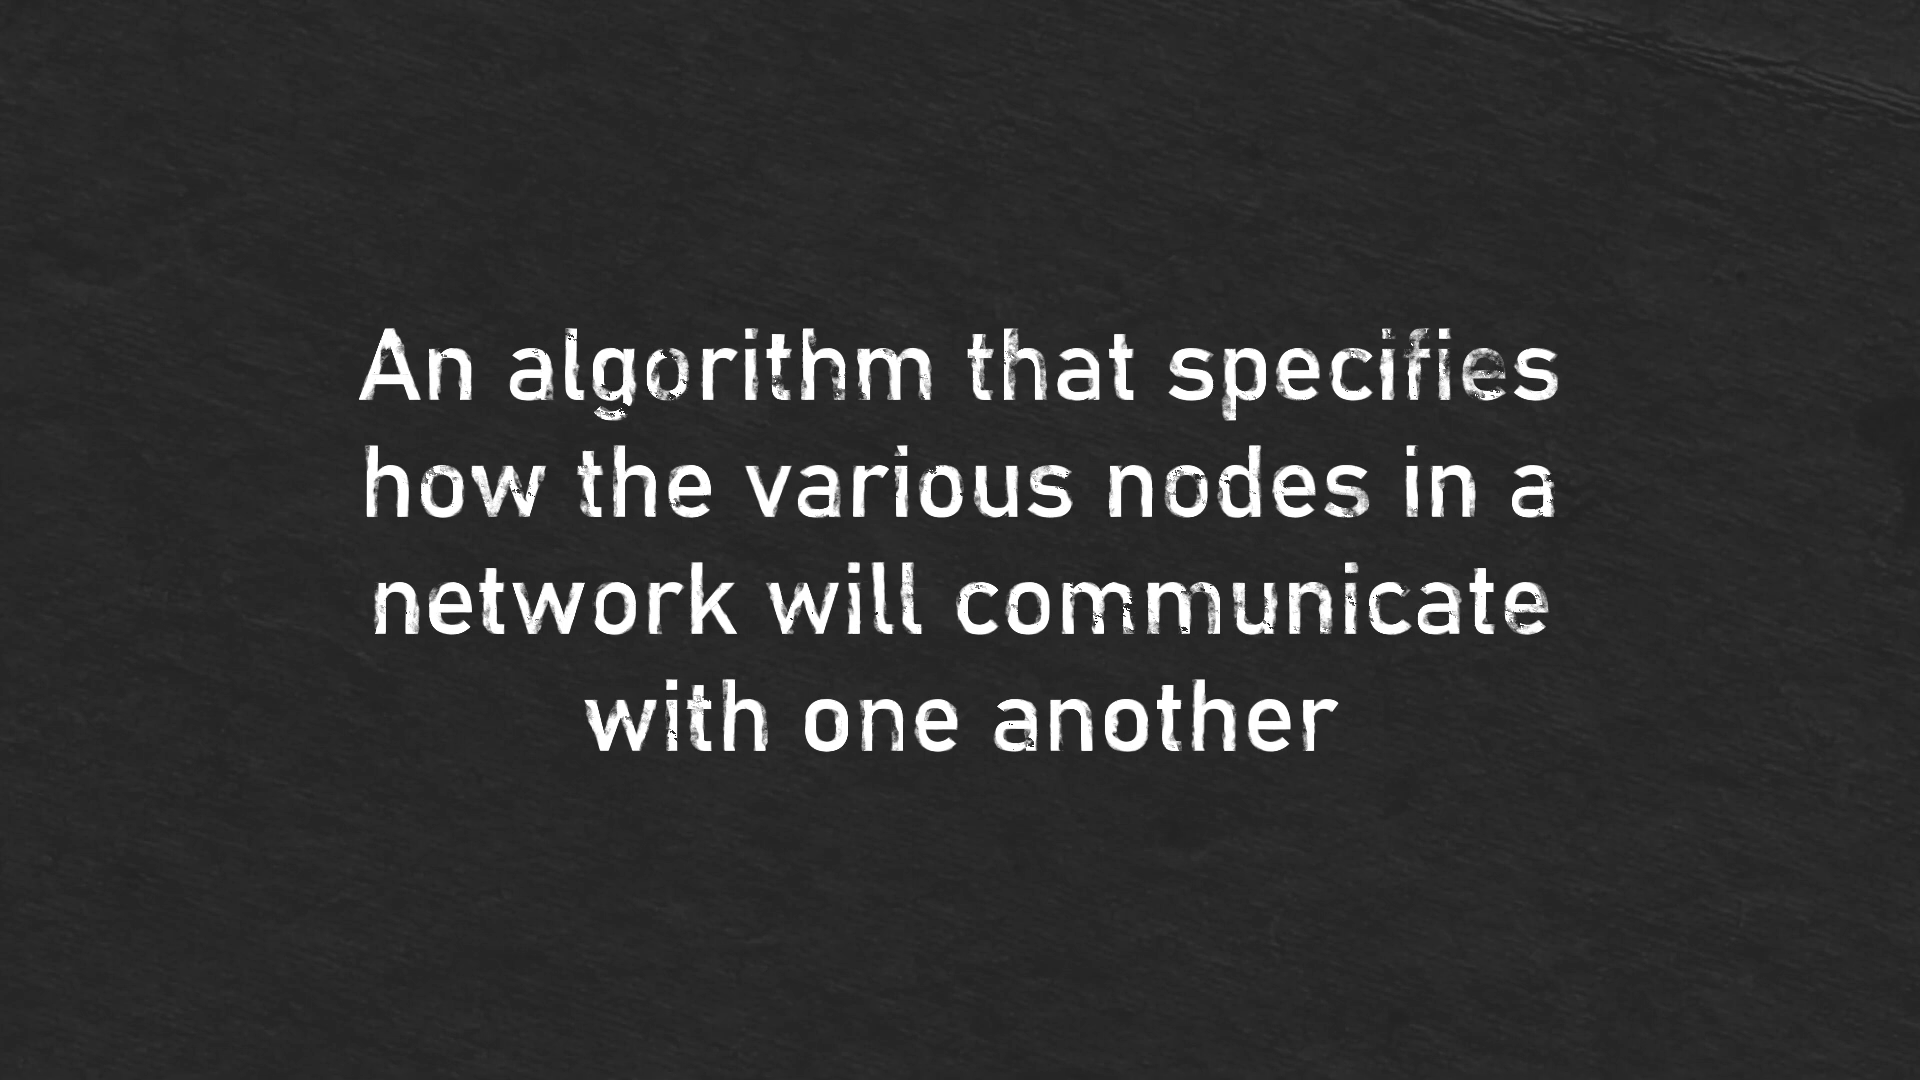 An algorithm that specifies
how the various nodes in a
network will communicate
with one another